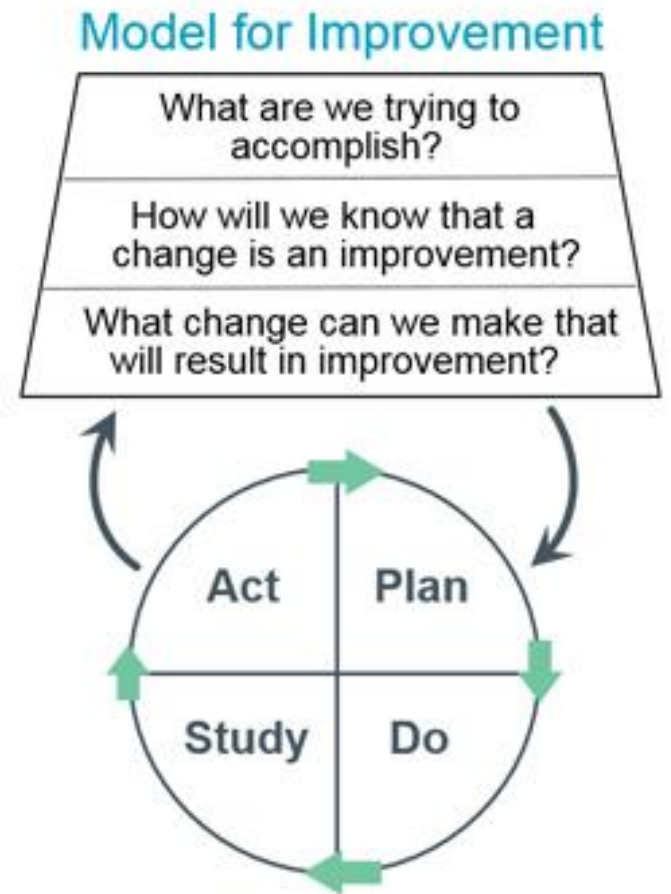 Model for Improvement
What are we trying to
accomplish?
How will we know that a
change is an improvement?
What change can we make that
will result in improvement?
Act
Plan
Study
Do